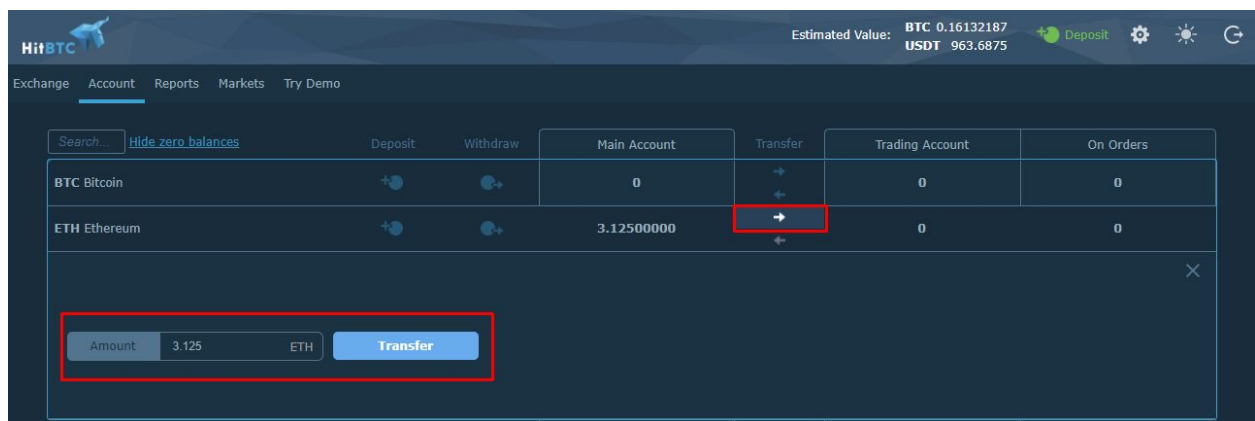 HitBTC
Estimated Value: BTC 0.16132187
USDT 963.6875
Deposit
Exchange Account Reports Markets Try Demo
Search... Hide zero balances Deposit Withdraw Main Account Transfer Trading Account On Orders
BTC Bitcoin 0 0 0
ETH Ethereum 3.12500000 0 0
Amount 3.125 ETH Transfer